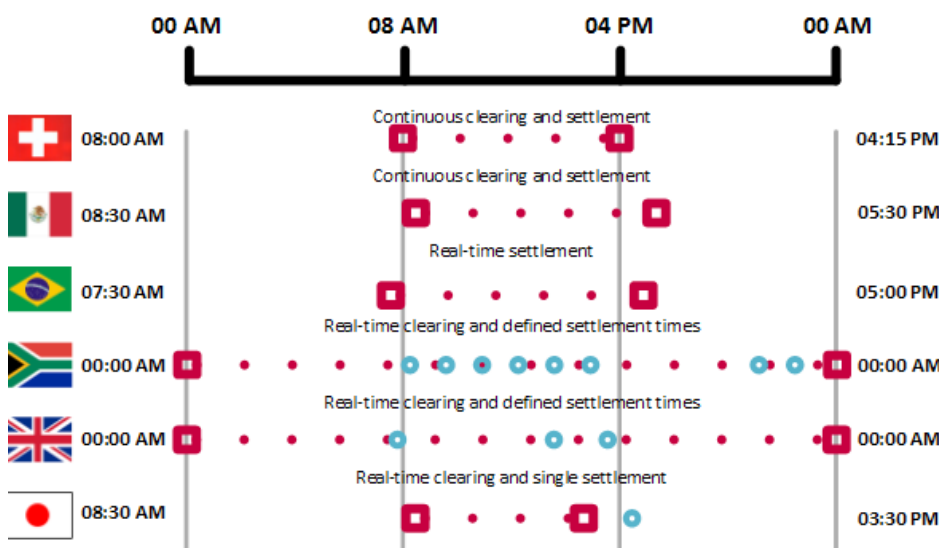 00 AM 08 AM 04 PM 00 AM
Continuous clearing and settlement
08:00 AM 04:15 PM
Continuous clearing and settlement
08:30 AM 05:30 PM
Real-time settlement
07:30 AM 05:00 PM
Real-time clearing and defined settlement times
00:00 AM 00:00 AM
Real-time clearing and defined settlement times
00:00 AM 00:00 AM
Real-time clearing and single settlement
08:30 AM 03:30 PM